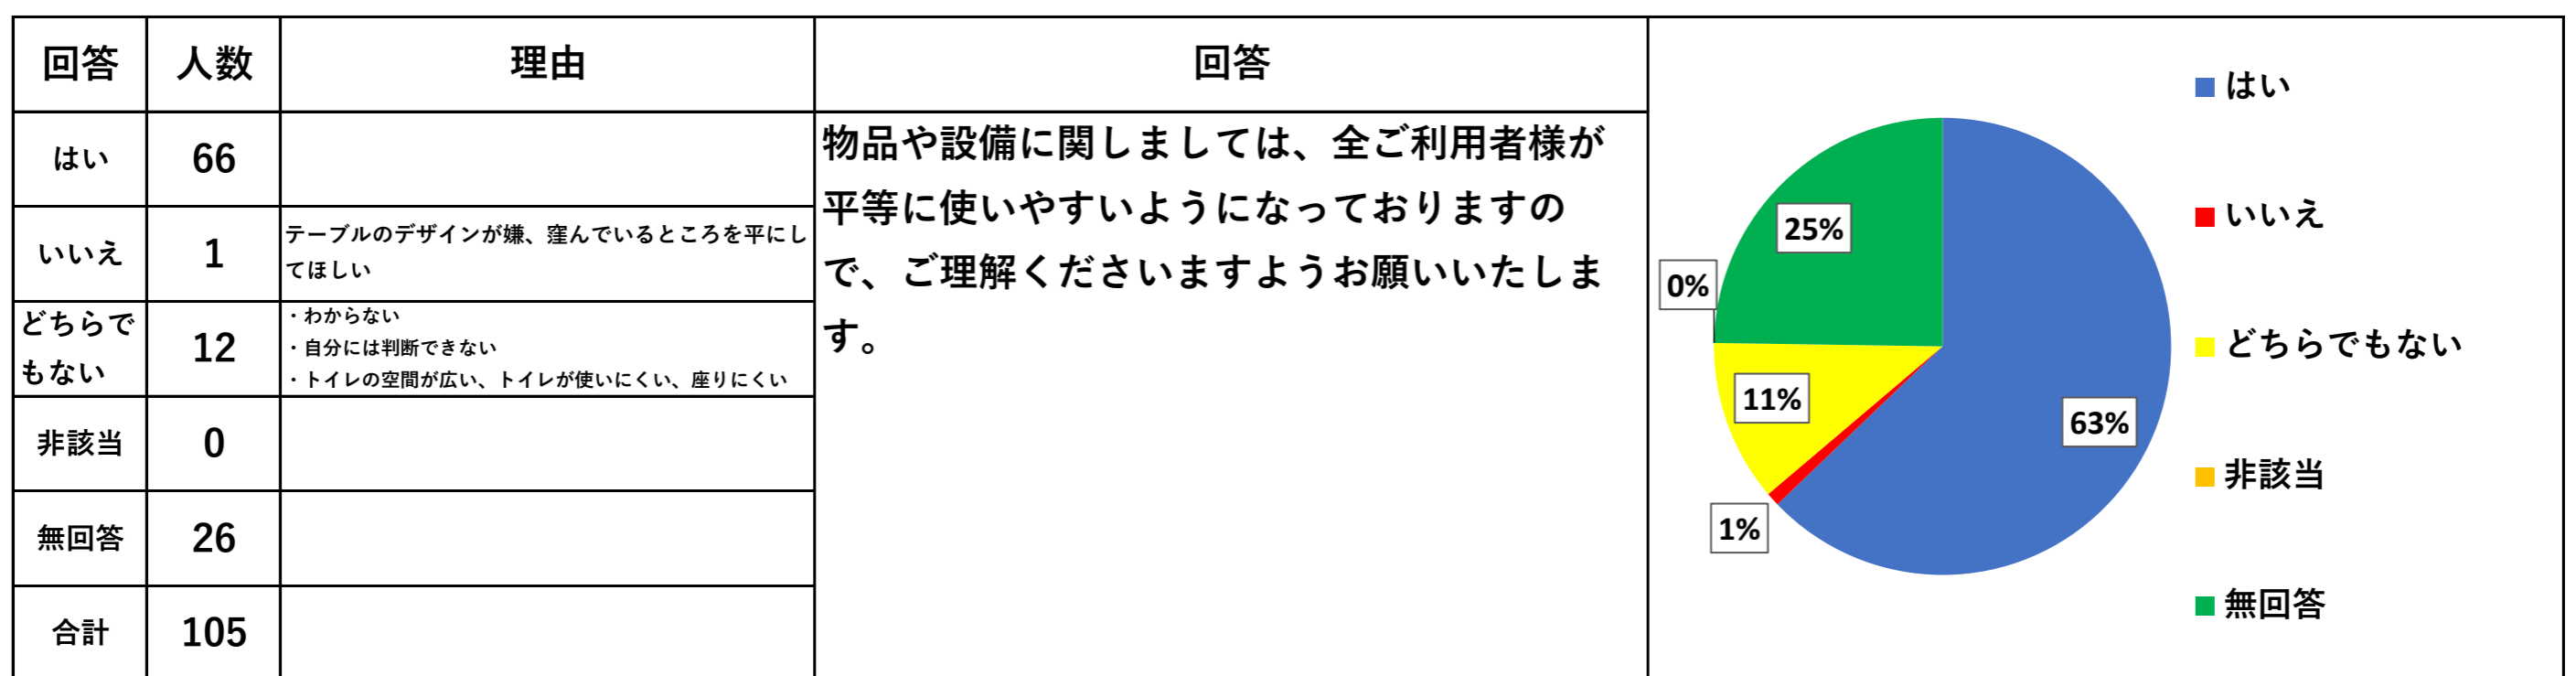 回答 人数 理由 回答
はい 66
いいえ 1 テーブルのデザインが嫌、窪んでいるところを平にし
てほしい
どちらで
もない 12
・わからない
・自分には判断できない
・トイレの空間が広い、トイレが使いにくい、座りにくい
非該当 0
無回答 26
合計 105
物品や設備に関しましては、全ご利用者様が
平等に使いやすいようになっておりますの
で、ご理解くださいますようお願いいたしま
す。
25%
0%
11%
63%
1%
はい
いいえ
どちらでもない
非該当
無回答